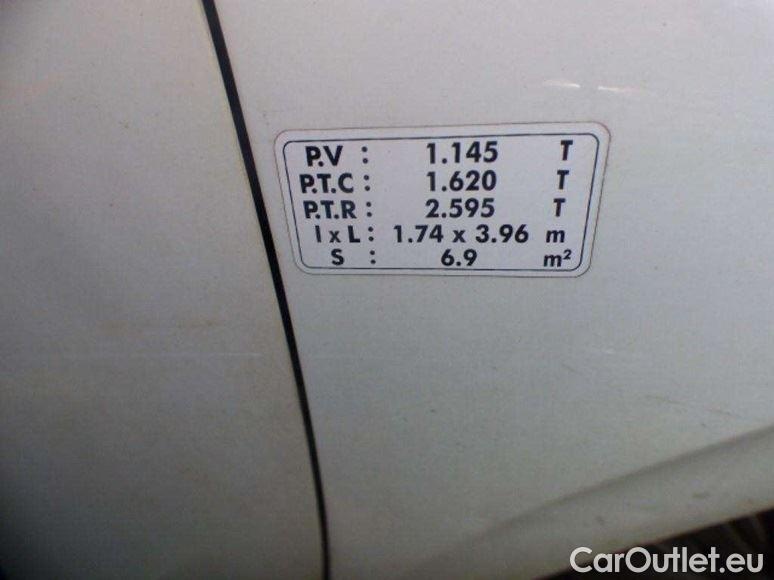 P.V : 1.145 T
P.T.C : 1.620 T
P.T.R : 2.595 T
l x L : 1.74 x 3.96 m
S : 6.9 m²
CarOutlet.eu